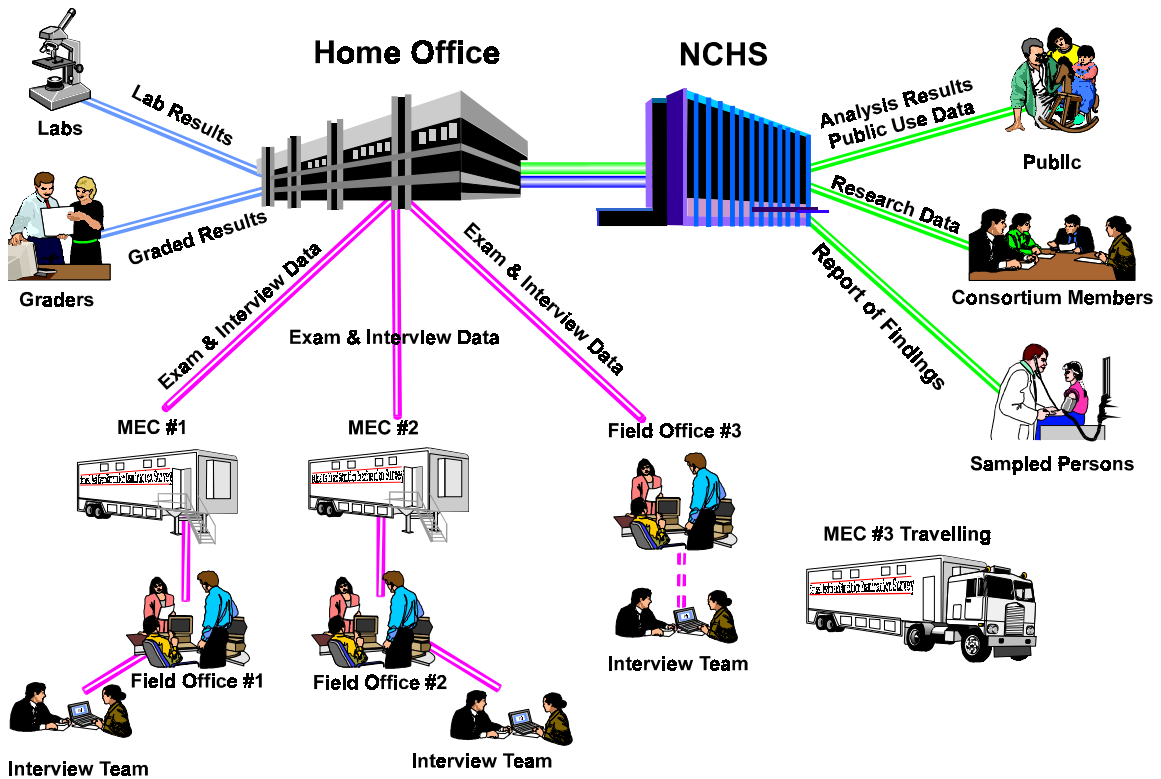 Home Office
NCHS
Labs
Lab Results
Graders
Graded Results
Analysis Results
Public Use Data
Public
Research Data
Consortium Members
Report of Findings
Sampled Persons
Exam & Interview Data
Exam & Interview Data
Exam & Interview Data
MEC #1
MEC #2
Field Office #3
MEC #3 Travelling
Field Office #1
Field Office #2
Interview Team
Interview Team
Interview Team